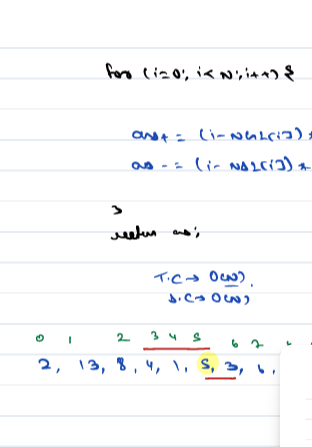 for (i=0; i<N; i++) {
ans+ = (i-NGL[i]) *
ans -= (i- NSL[i]) *
}
return ans;
T.C → O(N).
S.C → O(N)
0 1 2 3 4 5 6 7
2, 13, 8, 4, 1, 5, 3, 6,